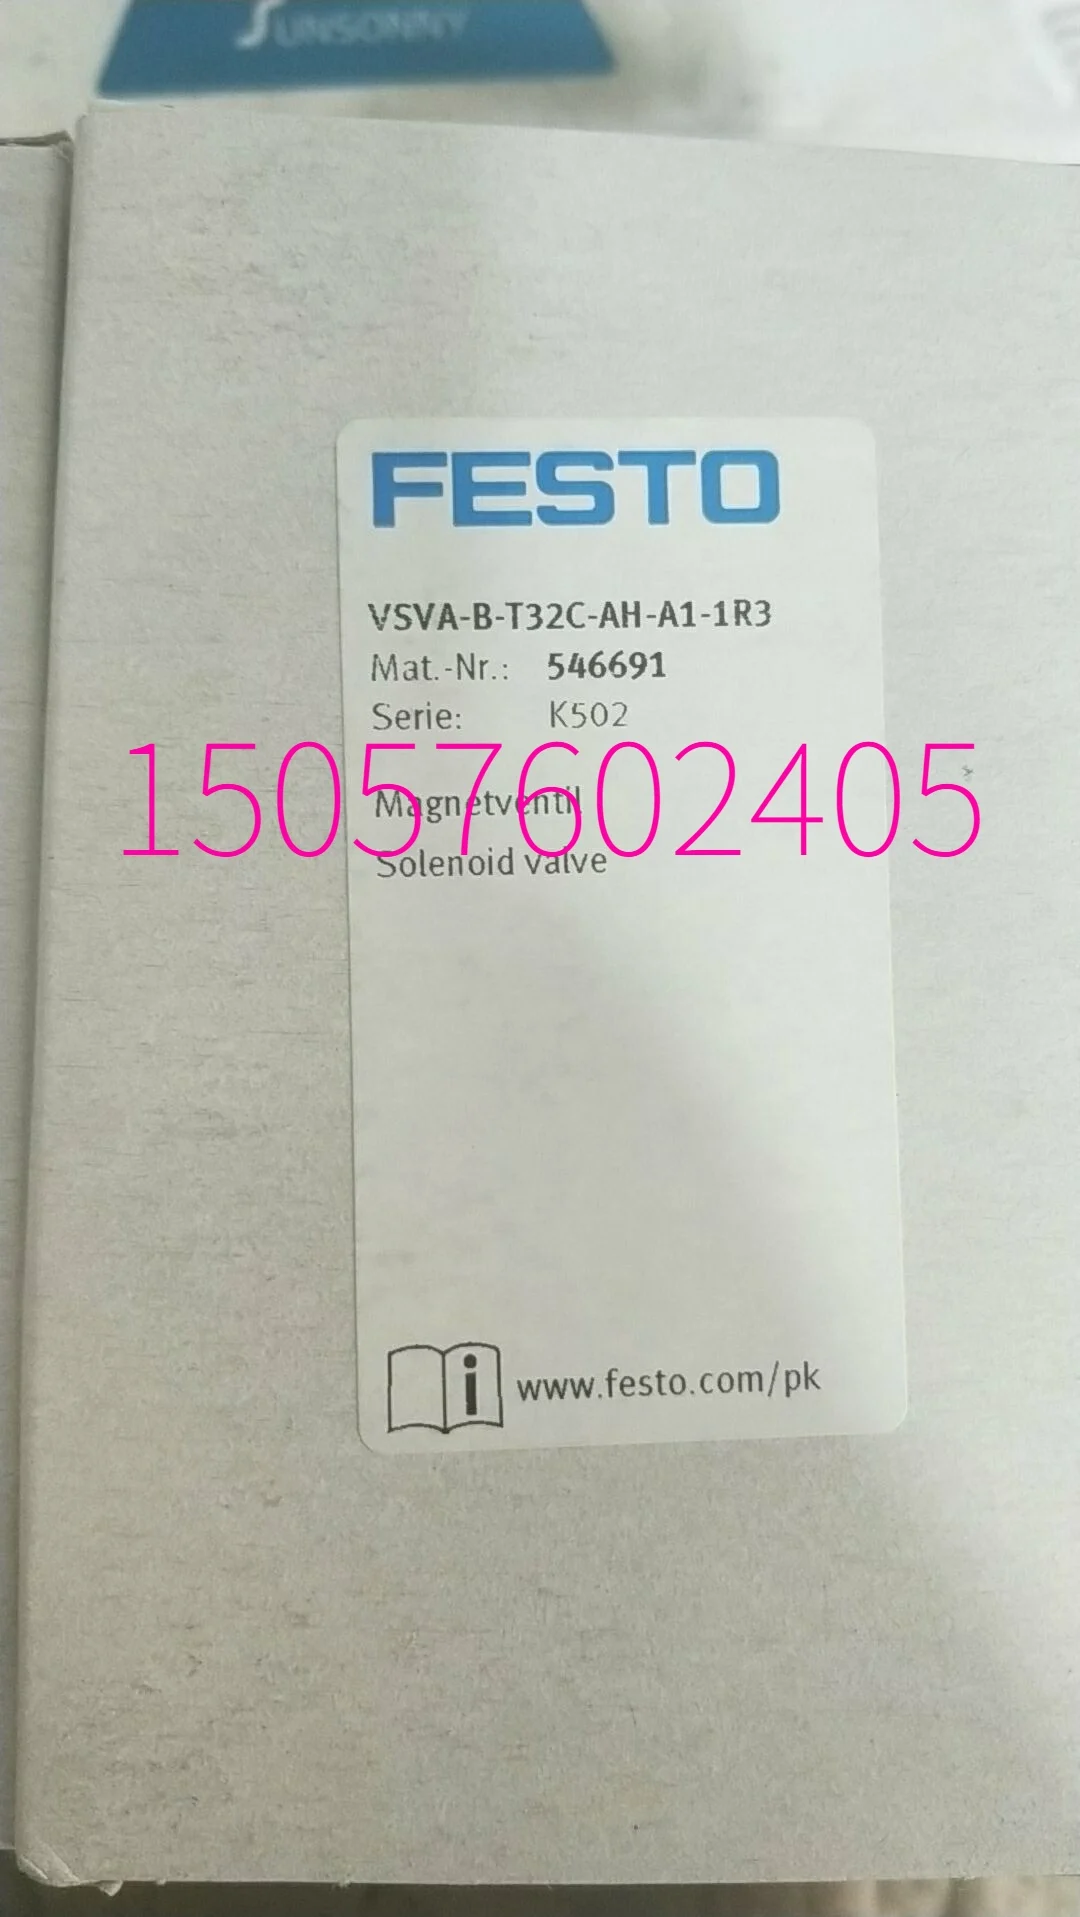 SUNSONNY
FESTO
VSVA-B-T32C-AH-A1-1R3
Mat.-Nr.: 546691
Serie: K502
15057602405
Magnetventil
Solenoid valve
i www.festo.com/pk